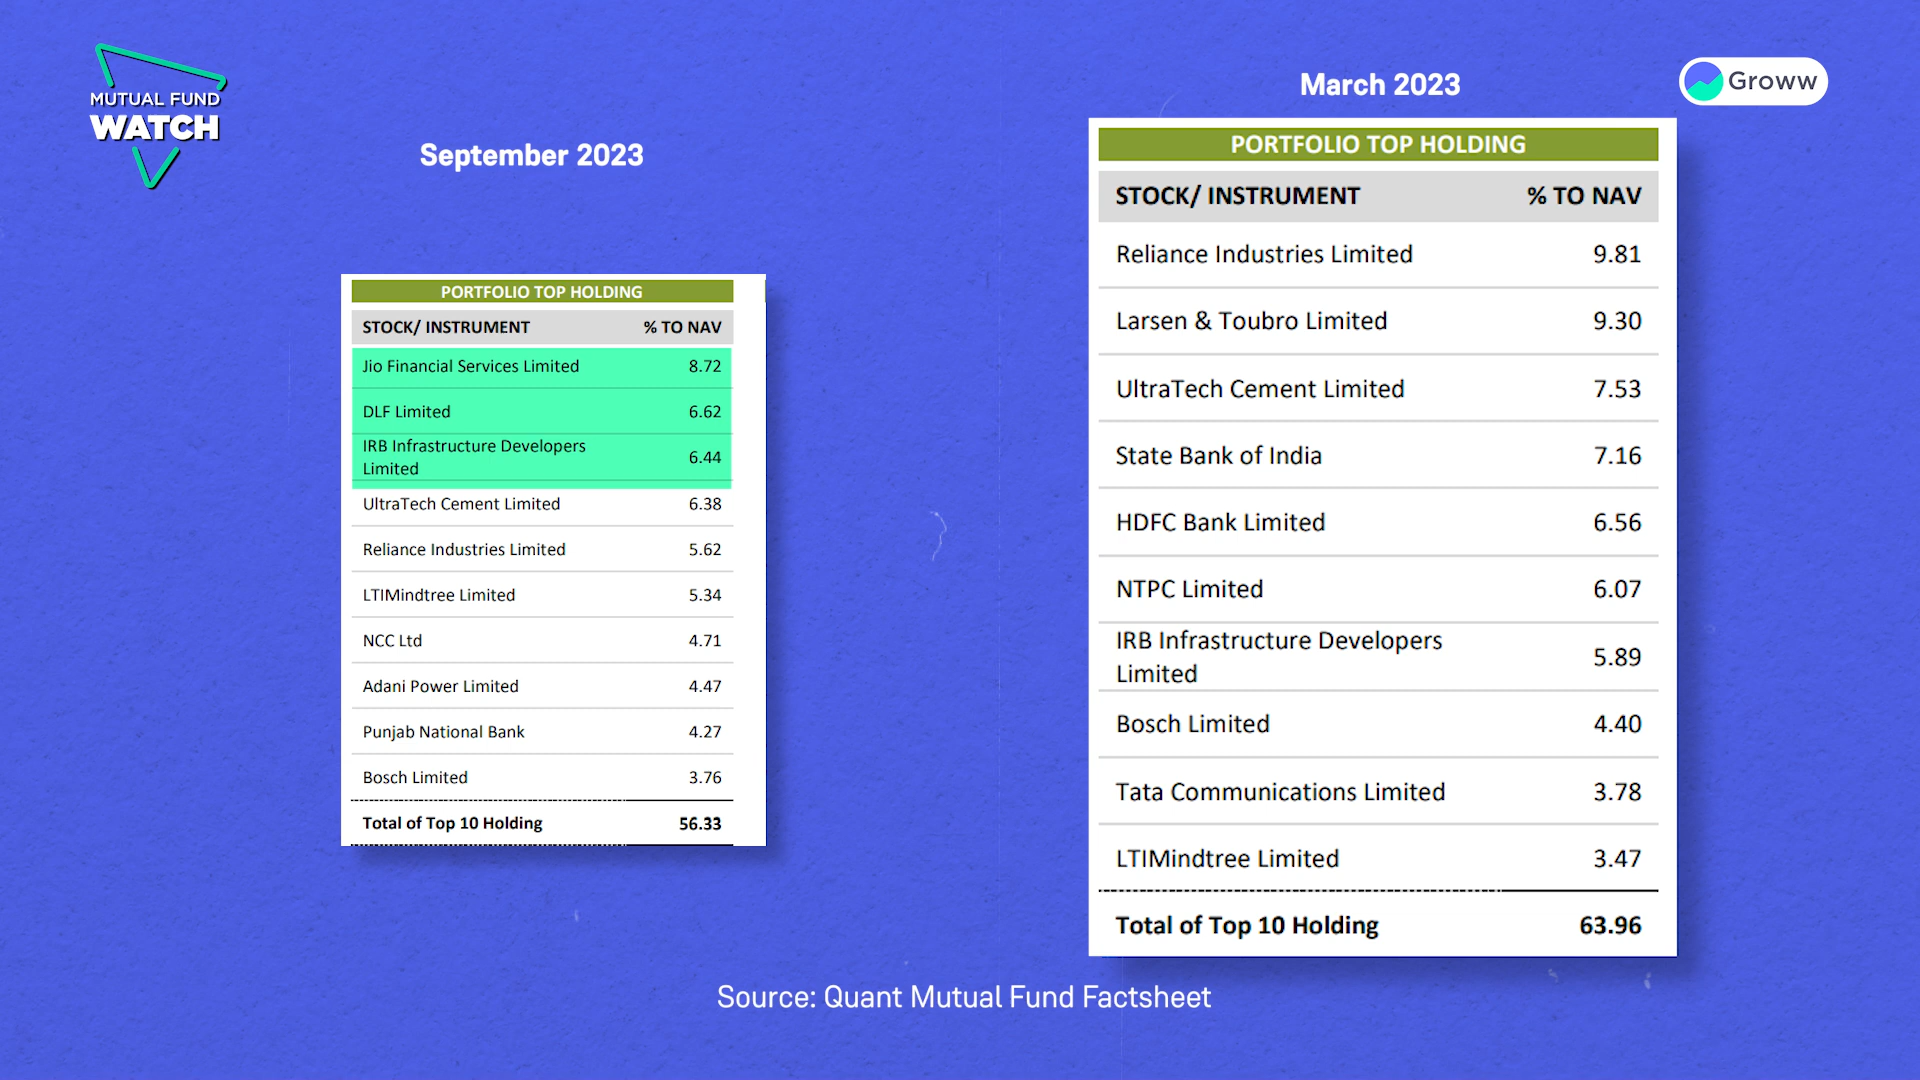 MUTUAL FUND
WATCH
September 2023
PORTFOLIO TOP HOLDING
STOCK/ INSTRUMENT % TO NAV
Jio Financial Services Limited 8.72
DLF Limited 6.62
IRB Infrastructure Developers
Limited 6.44
UltraTech Cement Limited 6.38
Reliance Industries Limited 5.62
LTIMindtree Limited 5.34
NCC Ltd 4.71
Adani Power Limited 4.47
Punjab National Bank 4.27
Bosch Limited 3.76
Total of Top 10 Holding 56.33
March 2023
Groww
PORTFOLIO TOP HOLDING
STOCK/ INSTRUMENT % TO NAV
Reliance Industries Limited 9.81
Larsen & Toubro Limited 9.30
UltraTech Cement Limited 7.53
State Bank of India 7.16
HDFC Bank Limited 6.56
NTPC Limited 6.07
IRB Infrastructure Developers
Limited 5.89
Bosch Limited 4.40
Tata Communications Limited 3.78
LTIMindtree Limited 3.47
Total of Top 10 Holding 63.96
Source: Quant Mutual Fund Factsheet